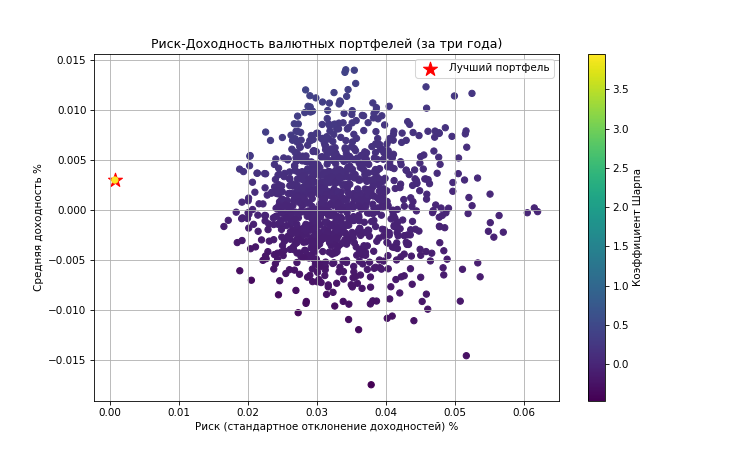 Риск-Доходность валютных портфелей (за три года)
Лучший портфель
0.015
0.010
0.005
0.000
−0.005
−0.010
−0.015
Средняя доходность %
0.00 0.01 0.02 0.03 0.04 0.05 0.06
Риск (стандартное отклонение доходностей) %
3.5
3.0
2.5
2.0
1.5
1.0
0.5
0.0
Коэффициент Шарпа